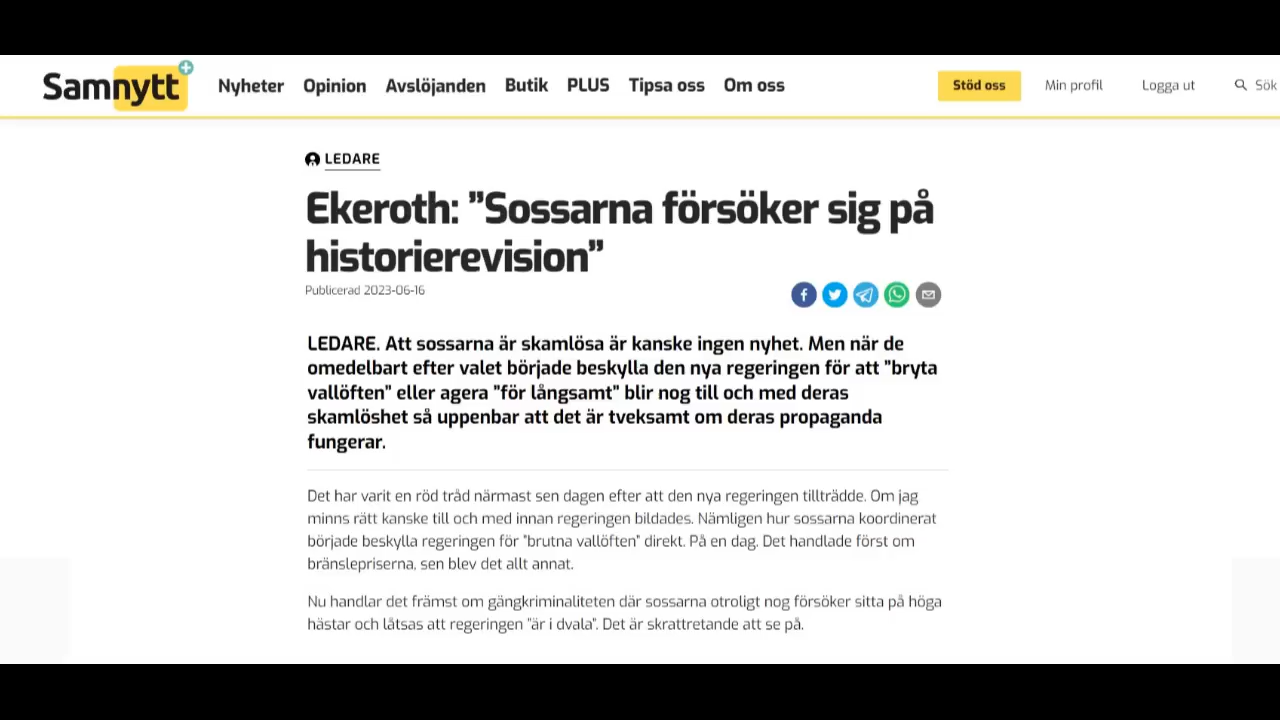 Samnytt+ Nyheter Opinion Avslöjanden Butik PLUS Tipsa oss Om oss Stöd oss Min profil Logga ut Sök
LEDARE
Ekeroth: ”Sossarna försöker sig på
historierevision”
Publicerad 2023-06-16
LEDARE. Att sossarna är skamlösa är kanske ingen nyhet. Men när de
omedelbart efter valet började beskylla den nya regeringen för att ”bryta
vallöften” eller agera ”för långsamt” blir nog till och med deras
skamlöshet så uppenbar att det är tveksamt om deras propaganda
fungerar.
Det har varit en röd tråd närmast sen dagen efter att den nya regeringen tillträdde. Om jag
minns rätt kanske till och med innan regeringen bildades. Nämligen hur sossarna koordinerat
började beskylla regeringen för ”brutna vallöften” direkt. På en dag. Det handlade först om
bränslepriserna, sen blev det allt annat.
Nu handlar det främst om gängkriminaliteten där sossarna otroligt nog försöker sitta på höga
hästar och låtsas att regeringen ”är i dvala”. Det är skrattretande att se på.